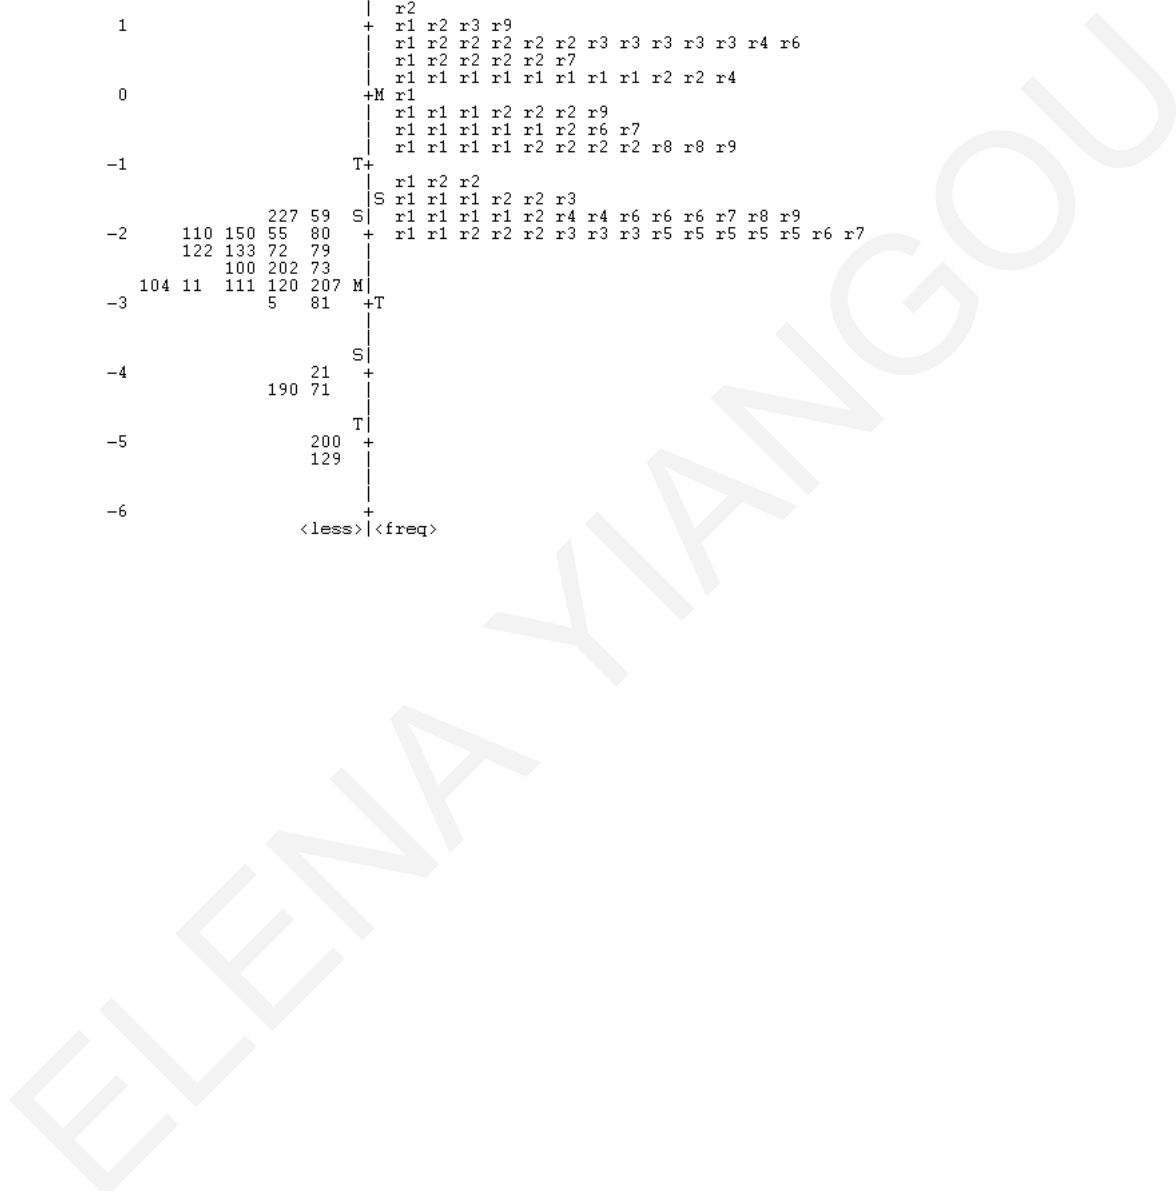 | r2
1 + r1 r2 r3 r9
| r1 r2 r2 r2 r2 r2 r3 r3 r3 r3 r3 r4 r6
| r1 r2 r2 r2 r2 r7
| r1 r1 r1 r1 r1 r1 r1 r1 r2 r2 r4
0 +M r1
| r1 r1 r1 r2 r2 r2 r9
| r1 r1 r1 r1 r1 r2 r6 r7
| r1 r1 r1 r1 r2 r2 r2 r2 r8 r8 r9
-1 T+
| r1 r2 r2
|S r1 r1 r1 r2 r2 r3
227 59 S| r1 r1 r1 r1 r2 r4 r4 r6 r6 r6 r7 r8 r9
-2 110 150 55 80 + r1 r1 r2 r2 r2 r3 r3 r3 r5 r5 r5 r5 r5 r6 r7
122 133 72 79 |
100 202 73 |
104 11 111 120 207 M|
-3 5 81 +T
|
|
S|
-4 21 +
190 71 |
|
T|
-5 200 +
129 |
|
|
-6 +
<less>|<freq>
ELENA YIANGOU